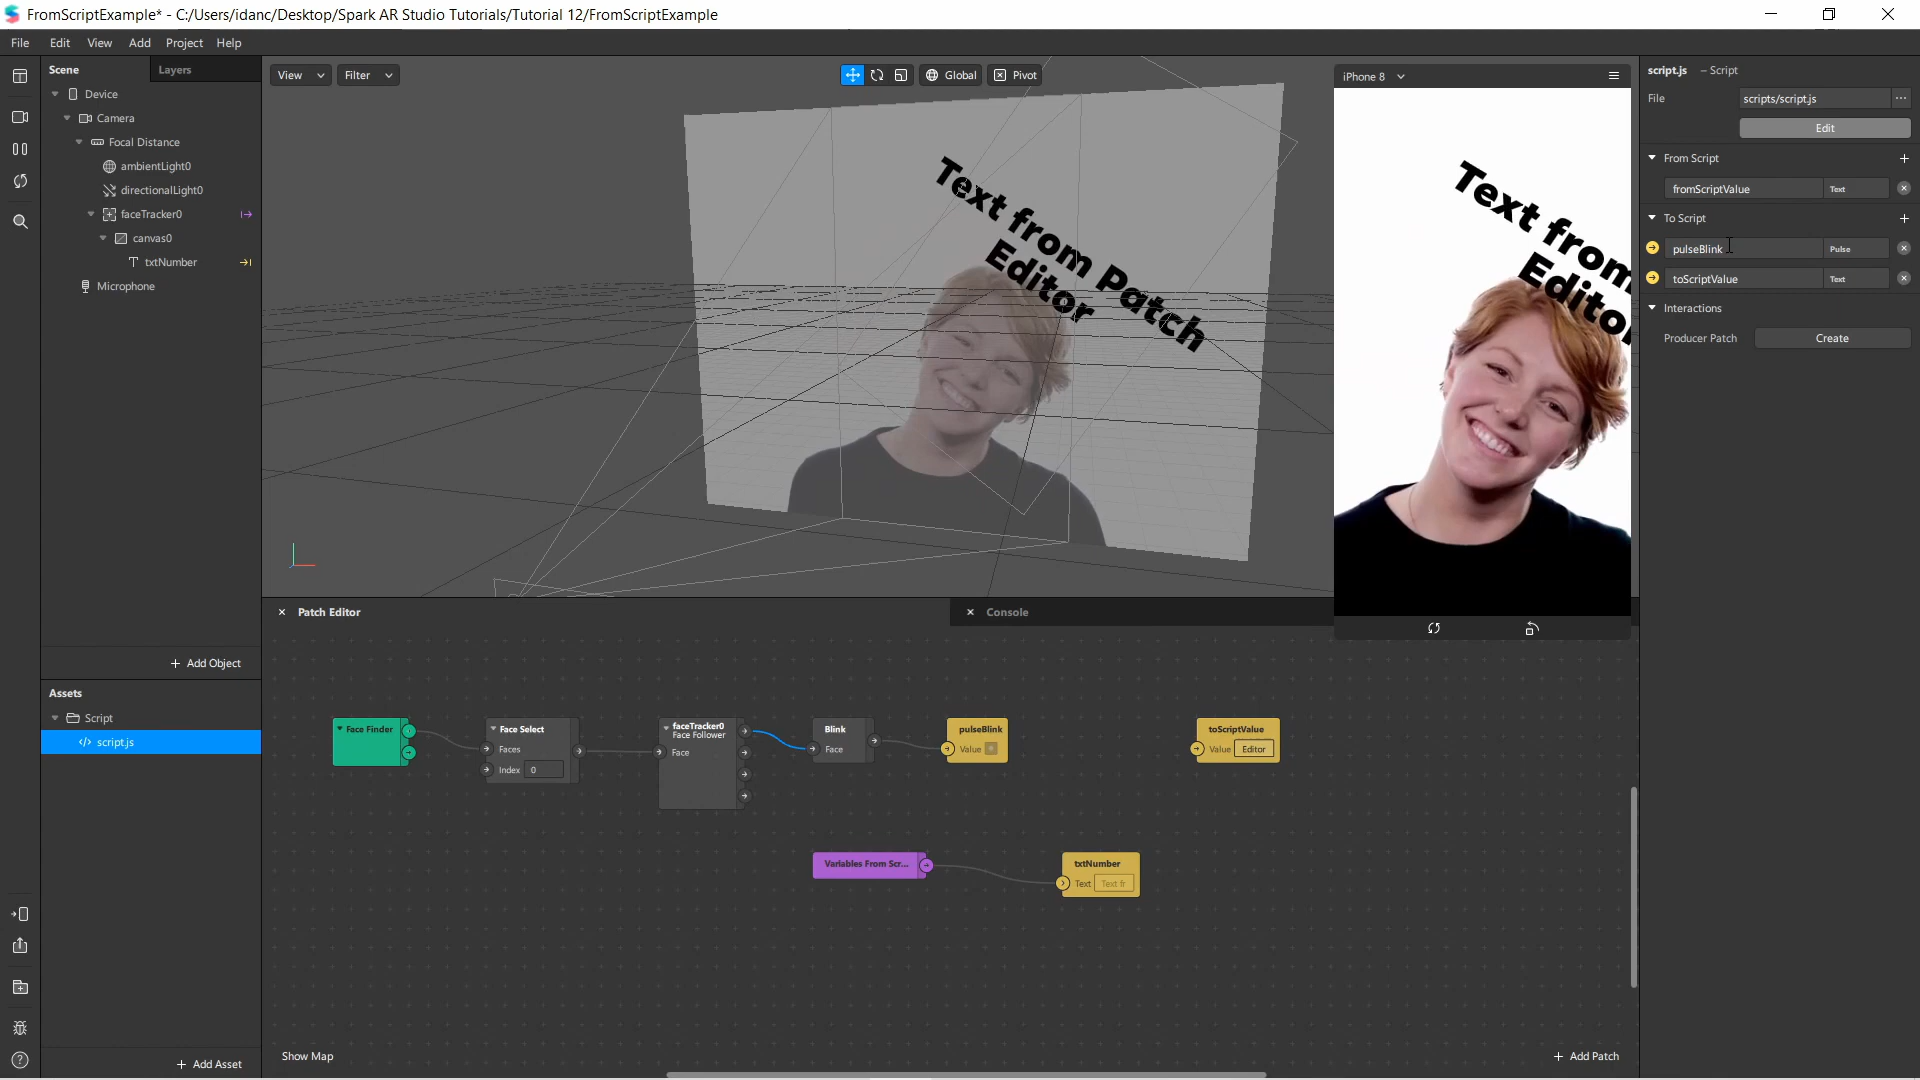 FromScriptExample* - C:/Users/idanc/Desktop/Spark AR Studio Tutorials/Tutorial 12/FromScriptExample
File Edit View Add Project Help
Scene Layers
Device
Camera
Focal Distance
ambientLight0
directionalLight0
faceTracker0
canvas0
txtNumber
Microphone
+ Add Object
Assets
Script
script.js
+ Add Asset
View Filter
Global Pivot
Text from Patch
Editor
iPhone 8
Text from
Editor
Patch Editor
Console
Face Finder
Face Select
Faces
Index 0
faceTracker0
Face Follower
Face
Blink
Face
pulseBlink
Value
toScriptValue
Value Editor
Variables From Scr...
txtNumber
Text Text fr
Show Map
+ Add Patch
script.js – Script
File scripts/script.js ...
Edit
From Script +
fromScriptValue Text
To Script +
pulseBlink Pulse
toScriptValue Text
Interactions
Producer Patch Create